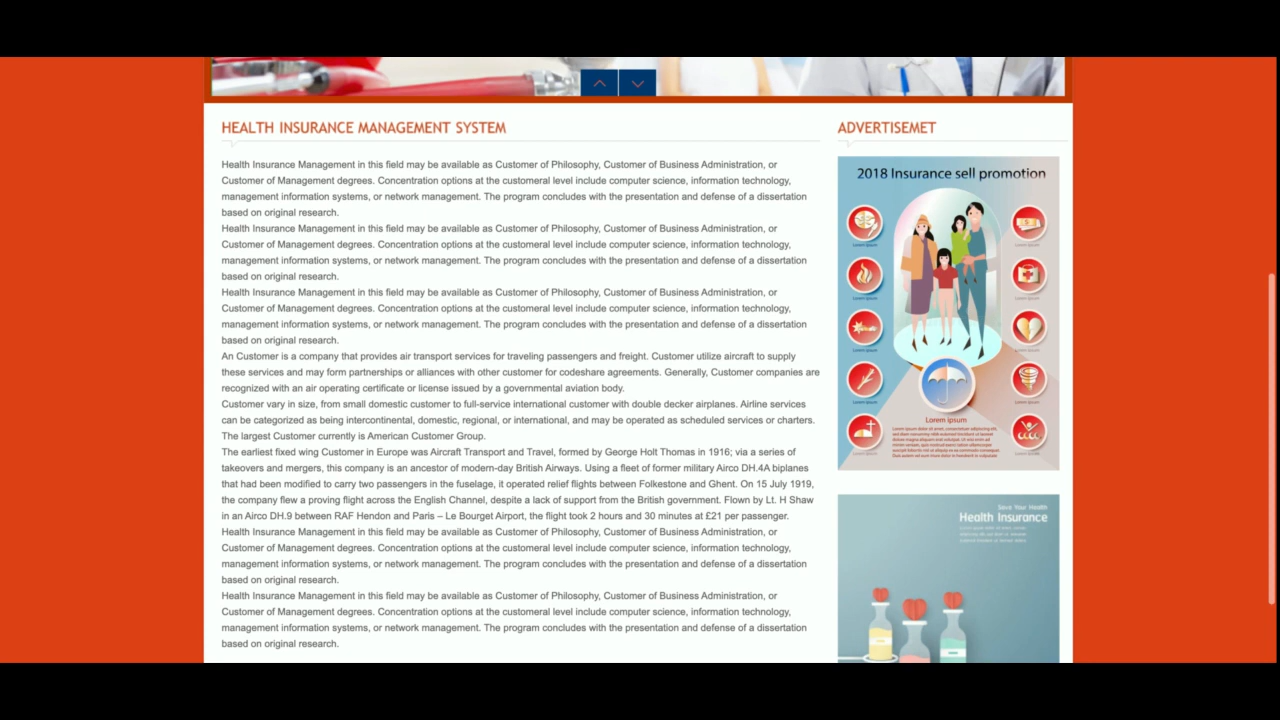 HEALTH INSURANCE MANAGEMENT SYSTEM
Health Insurance Management in this field may be available as Customer of Philosophy, Customer of Business Administration, or
Customer of Management degrees. Concentration options at the customeral level include computer science, information technology,
management information systems, or network management. The program concludes with the presentation and defense of a dissertation
based on original research.
Health Insurance Management in this field may be available as Customer of Philosophy, Customer of Business Administration, or
Customer of Management degrees. Concentration options at the customeral level include computer science, information technology,
management information systems, or network management. The program concludes with the presentation and defense of a dissertation
based on original research.
Health Insurance Management in this field may be available as Customer of Philosophy, Customer of Business Administration, or
Customer of Management degrees. Concentration options at the customeral level include computer science, information technology,
management information systems, or network management. The program concludes with the presentation and defense of a dissertation
based on original research.
An Customer is a company that provides air transport services for traveling passengers and freight. Customer utilize aircraft to supply
these services and may form partnerships or alliances with other customer for codeshare agreements. Generally, Customer companies are
recognized with an air operating certificate or license issued by a governmental aviation body.
Customer vary in size, from small domestic customer to full-service international customer with double decker airplanes. Airline services
can be categorized as being intercontinental, domestic, regional, or international, and may be operated as scheduled services or charters.
The largest Customer currently is American Customer Group.
The earliest fixed wing Customer in Europe was Aircraft Transport and Travel, formed by George Holt Thomas in 1916; via a series of
takeovers and mergers, this company is an ancestor of modern-day British Airways. Using a fleet of former military Airco DH.4A biplanes
that had been modified to carry two passengers in the fuselage, it operated relief flights between Folkestone and Ghent. On 15 July 1919,
the company flew a proving flight across the English Channel, despite a lack of support from the British government. Flown by Lt. H Shaw
in an Airco DH.9 between RAF Hendon and Paris – Le Bourget Airport, the flight took 2 hours and 30 minutes at £21 per passenger.
Health Insurance Management in this field may be available as Customer of Philosophy, Customer of Business Administration, or
Customer of Management degrees. Concentration options at the customeral level include computer science, information technology,
management information systems, or network management. The program concludes with the presentation and defense of a dissertation
based on original research.
Health Insurance Management in this field may be available as Customer of Philosophy, Customer of Business Administration, or
Customer of Management degrees. Concentration options at the customeral level include computer science, information technology,
management information systems, or network management. The program concludes with the presentation and defense of a dissertation
based on original research.
ADVERTISEMET
2018 Insurance sell promotion
Lorem ipsum
Lorem ipsum
Lorem ipsum
Lorem ipsum
Lorem ipsum
Lorem ipsum
Lorem ipsum
Lorem ipsum
Lorem ipsum
Save Your Health
Health Insurance